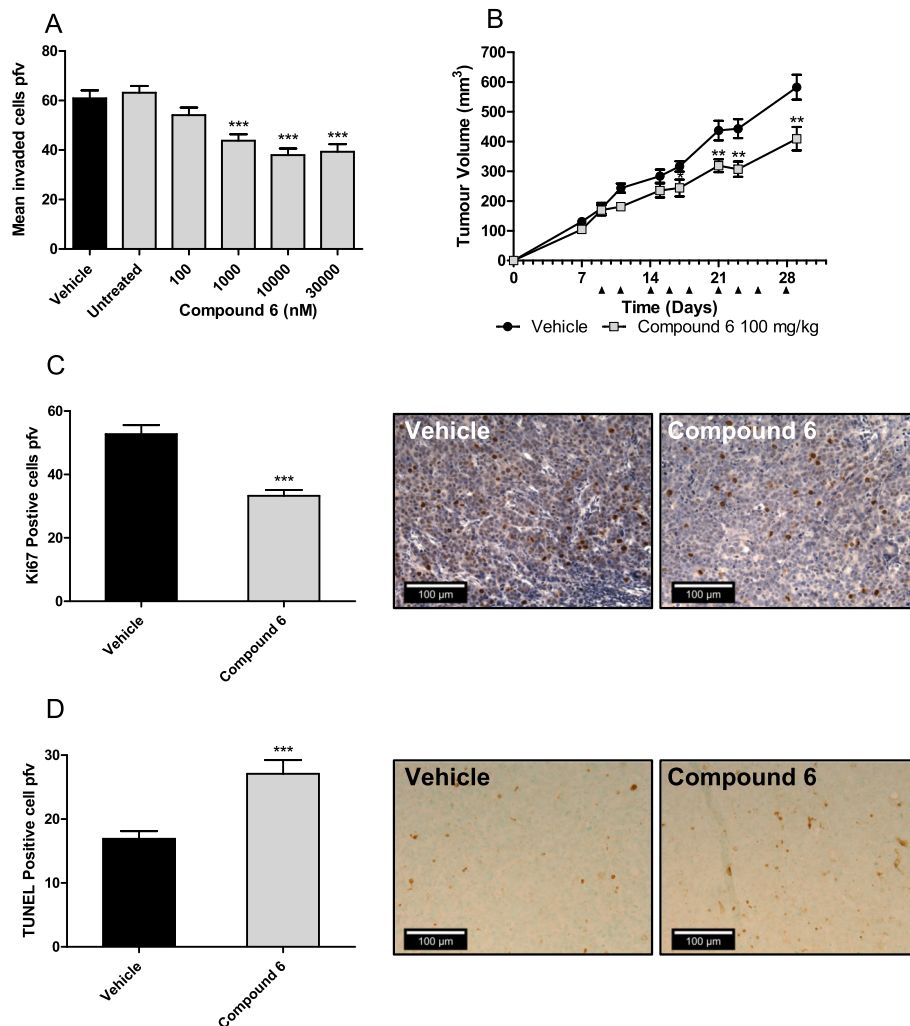 A
Mean invaded cells pfv
80
60
40
20
0
***
***
***
Vehicle
Untreated
100
1000
10000
30000
Compound 6 (nM)
B
Tumour Volume (mm³)
700
600
500
400
300
200
100
0
*
**
**
**
0 7 14 21 28
Time (Days)
Vehicle Compound 6 100 mg/kg
C
Ki67 Postive cells pfv
60
40
20
0
***
Vehicle
Compound 6
Vehicle
100 µm
Compound 6
100 µm
D
TUNEL Positive cell pfv
30
20
10
0
***
Vehicle
Compound 6
Vehicle
100 µm
Compound 6
100 µm